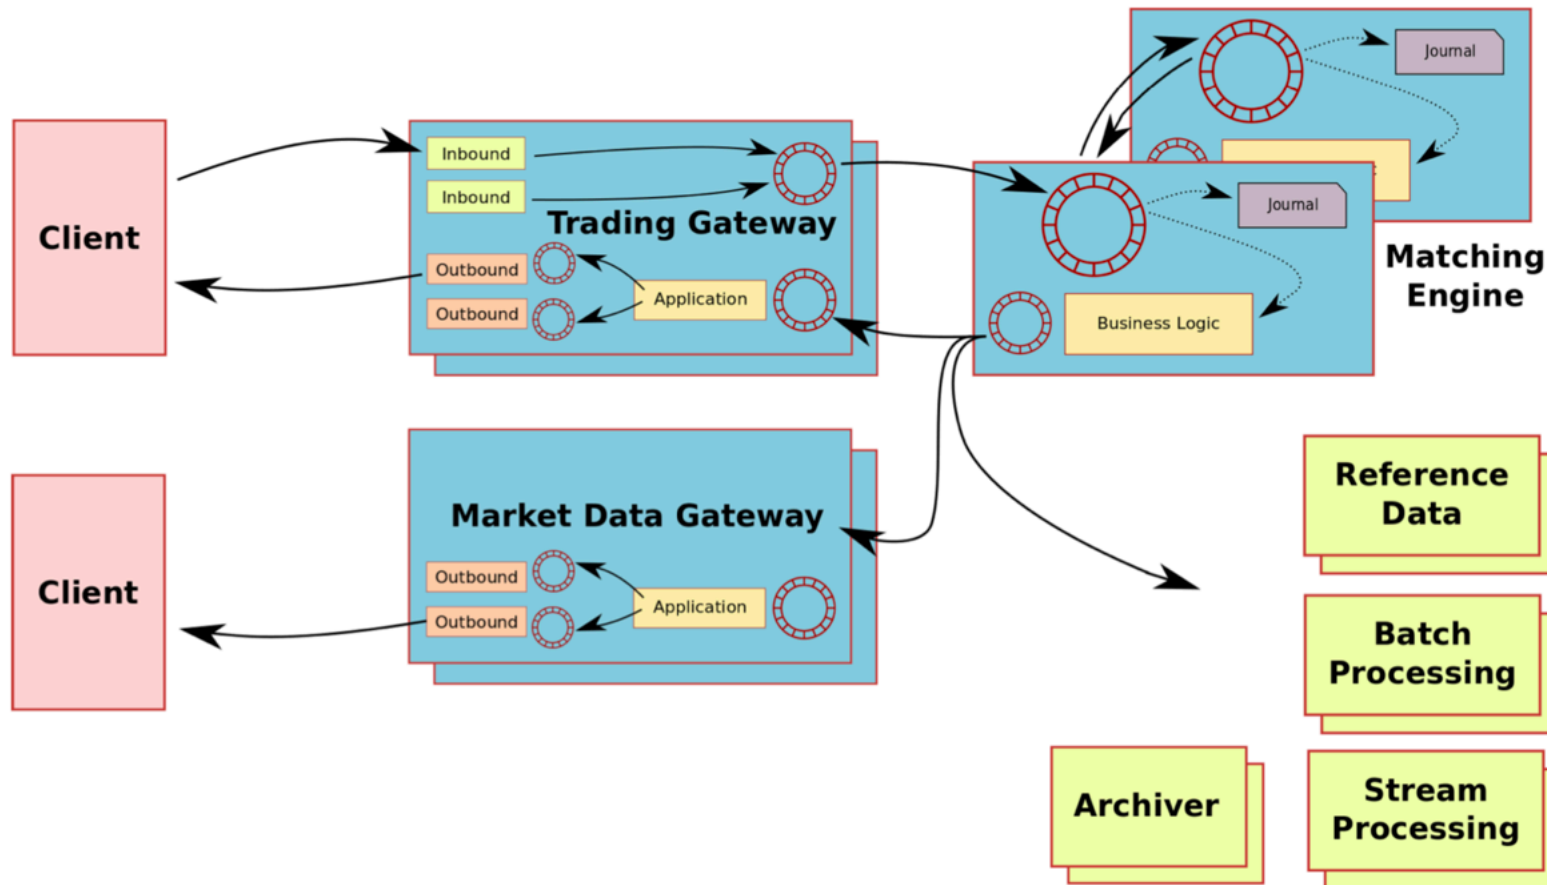 Journal
Client
Inbound
Inbound
Trading Gateway
Outbound
Outbound
Application
Journal
Business Logic
Matching
Engine
Client
Market Data Gateway
Outbound
Outbound
Application
Reference
Data
Batch
Processing
Archiver
Stream
Processing